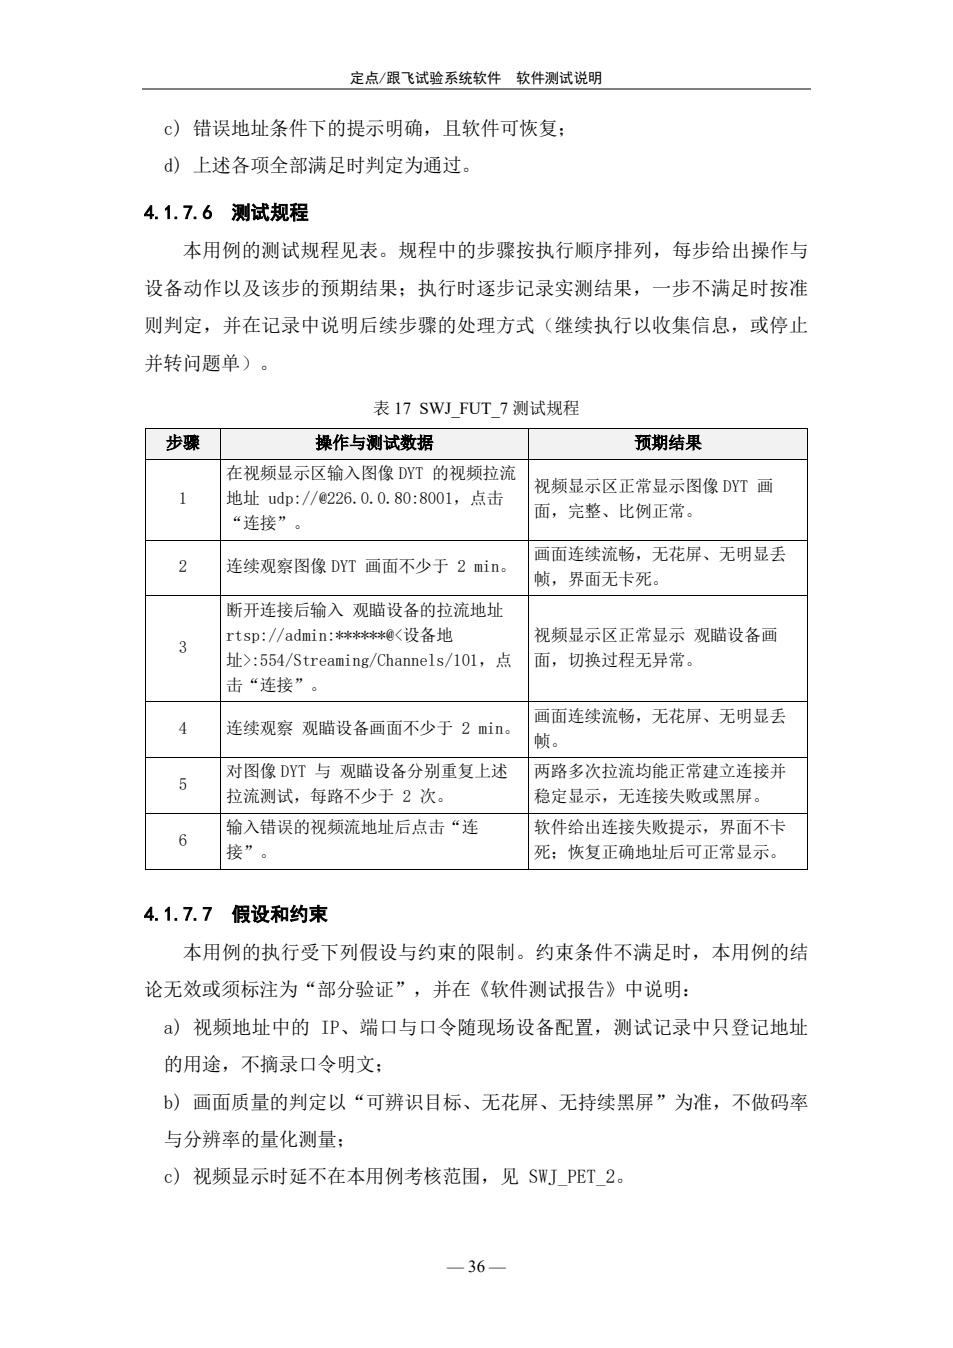 定点/跟飞试验系统软件　软件测试说明
c) 错误地址条件下的提示明确，且软件可恢复；
d) 上述各项全部满足时判定为通过。
4.1.7.6　测试规程
本用例的测试规程见表。规程中的步骤按执行顺序排列，每步给出操作与
设备动作以及该步的预期结果；执行时逐步记录实测结果，一步不满足时按准
则判定，并在记录中说明后续步骤的处理方式（继续执行以收集信息，或停止
并转问题单）。
表 17 SWJ_FUT_7 测试规程
步骤 操作与测试数据 预期结果
1
在视频显示区输入图像 DYT 的视频拉流
地址 udp://@226.0.0.80:8001，点击
“连接”。
视频显示区正常显示图像 DYT 画
面，完整、比例正常。
2
连续观察图像 DYT 画面不少于 2 min。
画面连续流畅，无花屏、无明显丢
帧，界面无卡死。
3
断开连接后输入 观瞄设备的拉流地址
rtsp://admin:******@<设备地
址>:554/Streaming/Channels/101，点
击“连接”。
视频显示区正常显示 观瞄设备画
面，切换过程无异常。
4
连续观察 观瞄设备画面不少于 2 min。
画面连续流畅，无花屏、无明显丢
帧。
5
对图像 DYT 与 观瞄设备分别重复上述
拉流测试，每路不少于 2 次。
两路多次拉流均能正常建立连接并
稳定显示，无连接失败或黑屏。
6
输入错误的视频流地址后点击“连
接”。
软件给出连接失败提示，界面不卡
死；恢复正确地址后可正常显示。
4.1.7.7　假设和约束
本用例的执行受下列假设与约束的限制。约束条件不满足时，本用例的结
论无效或须标注为“部分验证”，并在《软件测试报告》中说明：
a) 视频地址中的 IP、端口与口令随现场设备配置，测试记录中只登记地址
的用途，不摘录口令明文；
b) 画面质量的判定以“可辨识目标、无花屏、无持续黑屏”为准，不做码率
与分辨率的量化测量；
c) 视频显示时延不在本用例考核范围，见 SWJ_PET_2。
— 36 —